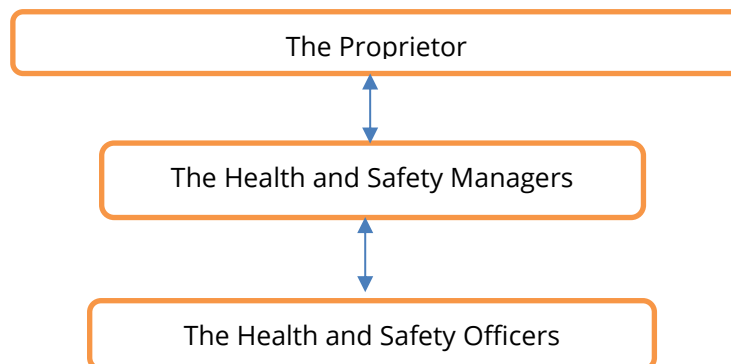 The Proprietor
The Health and Safety Managers
The Health and Safety Officers